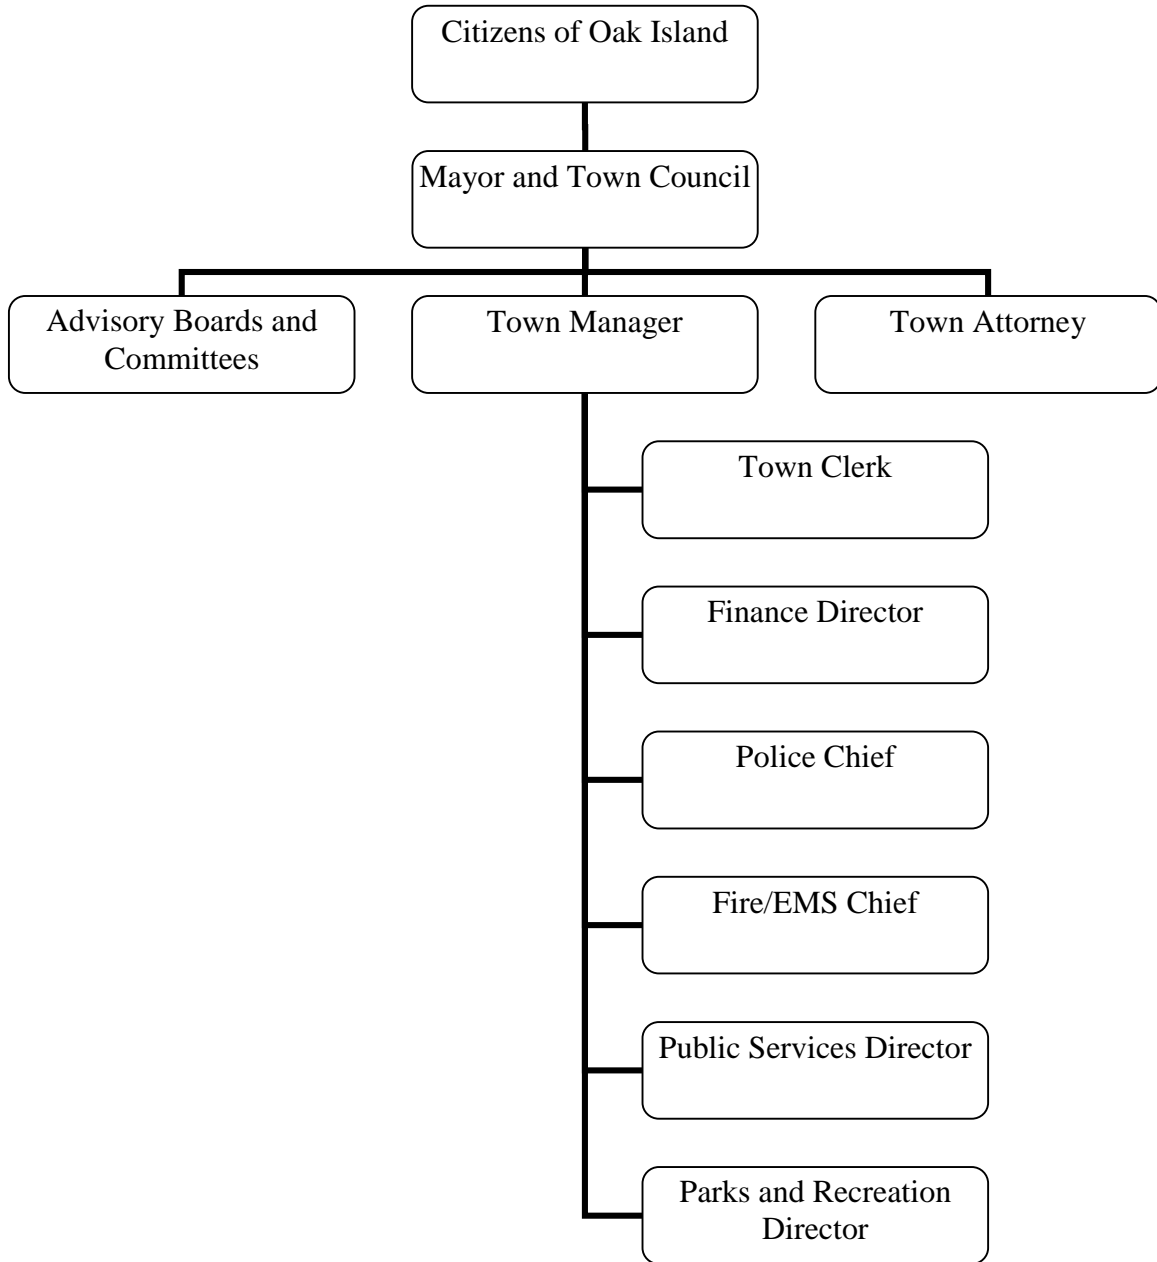 Citizens of Oak Island
Mayor and Town Council
Advisory Boards and
Committees
Town Manager
Town Attorney
Town Clerk
Finance Director
Police Chief
Fire/EMS Chief
Public Services Director
Parks and Recreation
Director